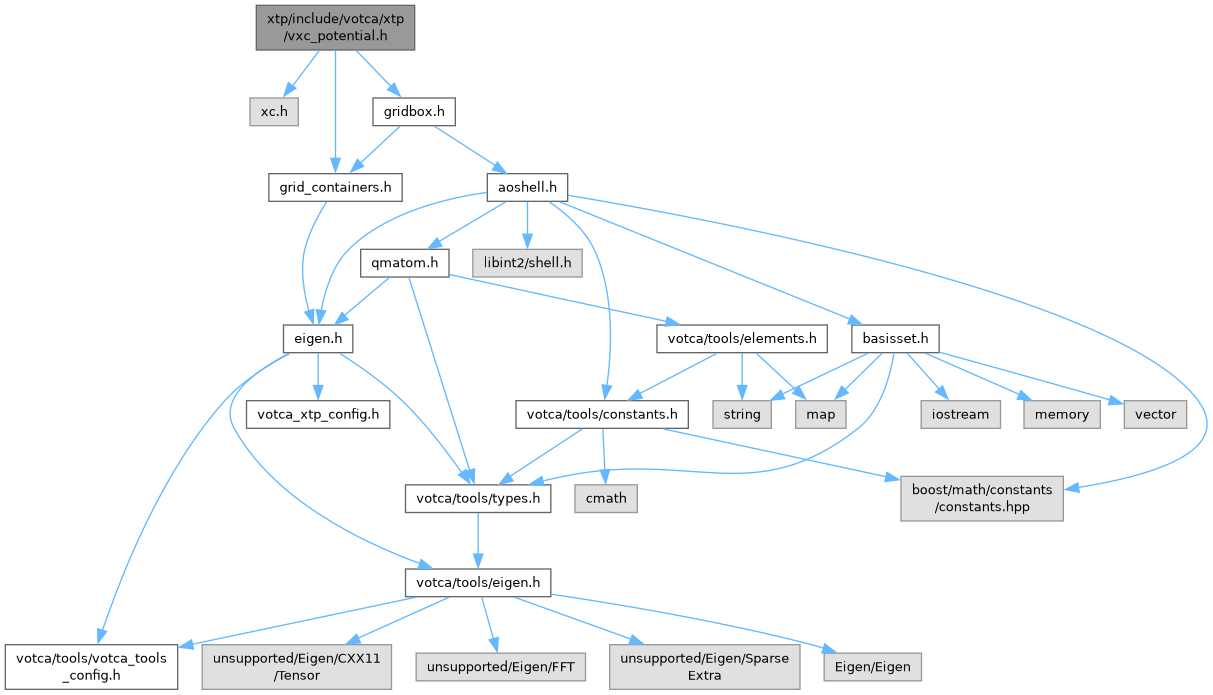 xtp/include/votca/xtp
/vxc_potential.h
xc.h
gridbox.h
grid_containers.h
aoshell.h
qmatom.h
libint2/shell.h
eigen.h
votca/tools/elements.h
basisset.h
votca_xtp_config.h
votca/tools/constants.h
string
map
iostream
memory
vector
votca/tools/types.h
cmath
boost/math/constants
/constants.hpp
votca/tools/eigen.h
votca/tools/votca_tools
_config.h
unsupported/Eigen/CXX11
/Tensor
unsupported/Eigen/FFT
unsupported/Eigen/Sparse
Extra
Eigen/Eigen